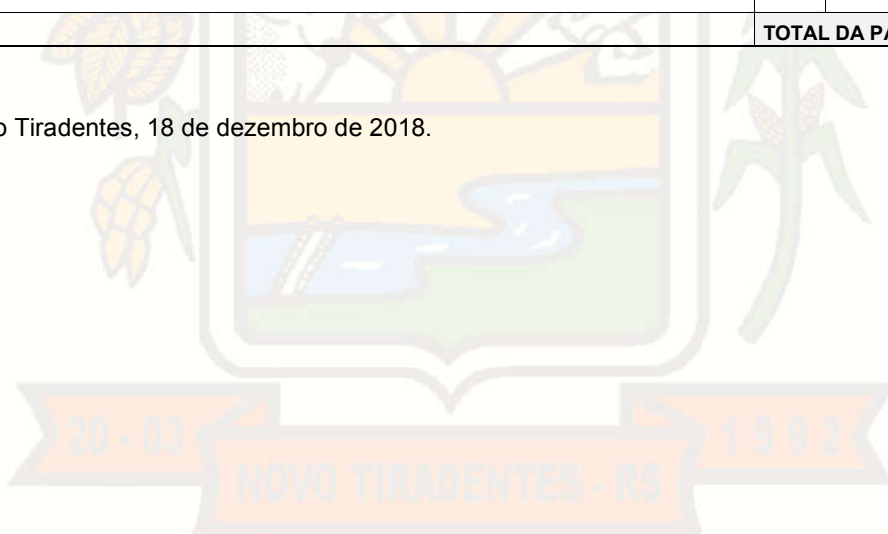 TOTAL DA PA
o Tiradentes, 18 de dezembro de 2018.
20 - 03
1992
NOVO TIRADENTES - RS